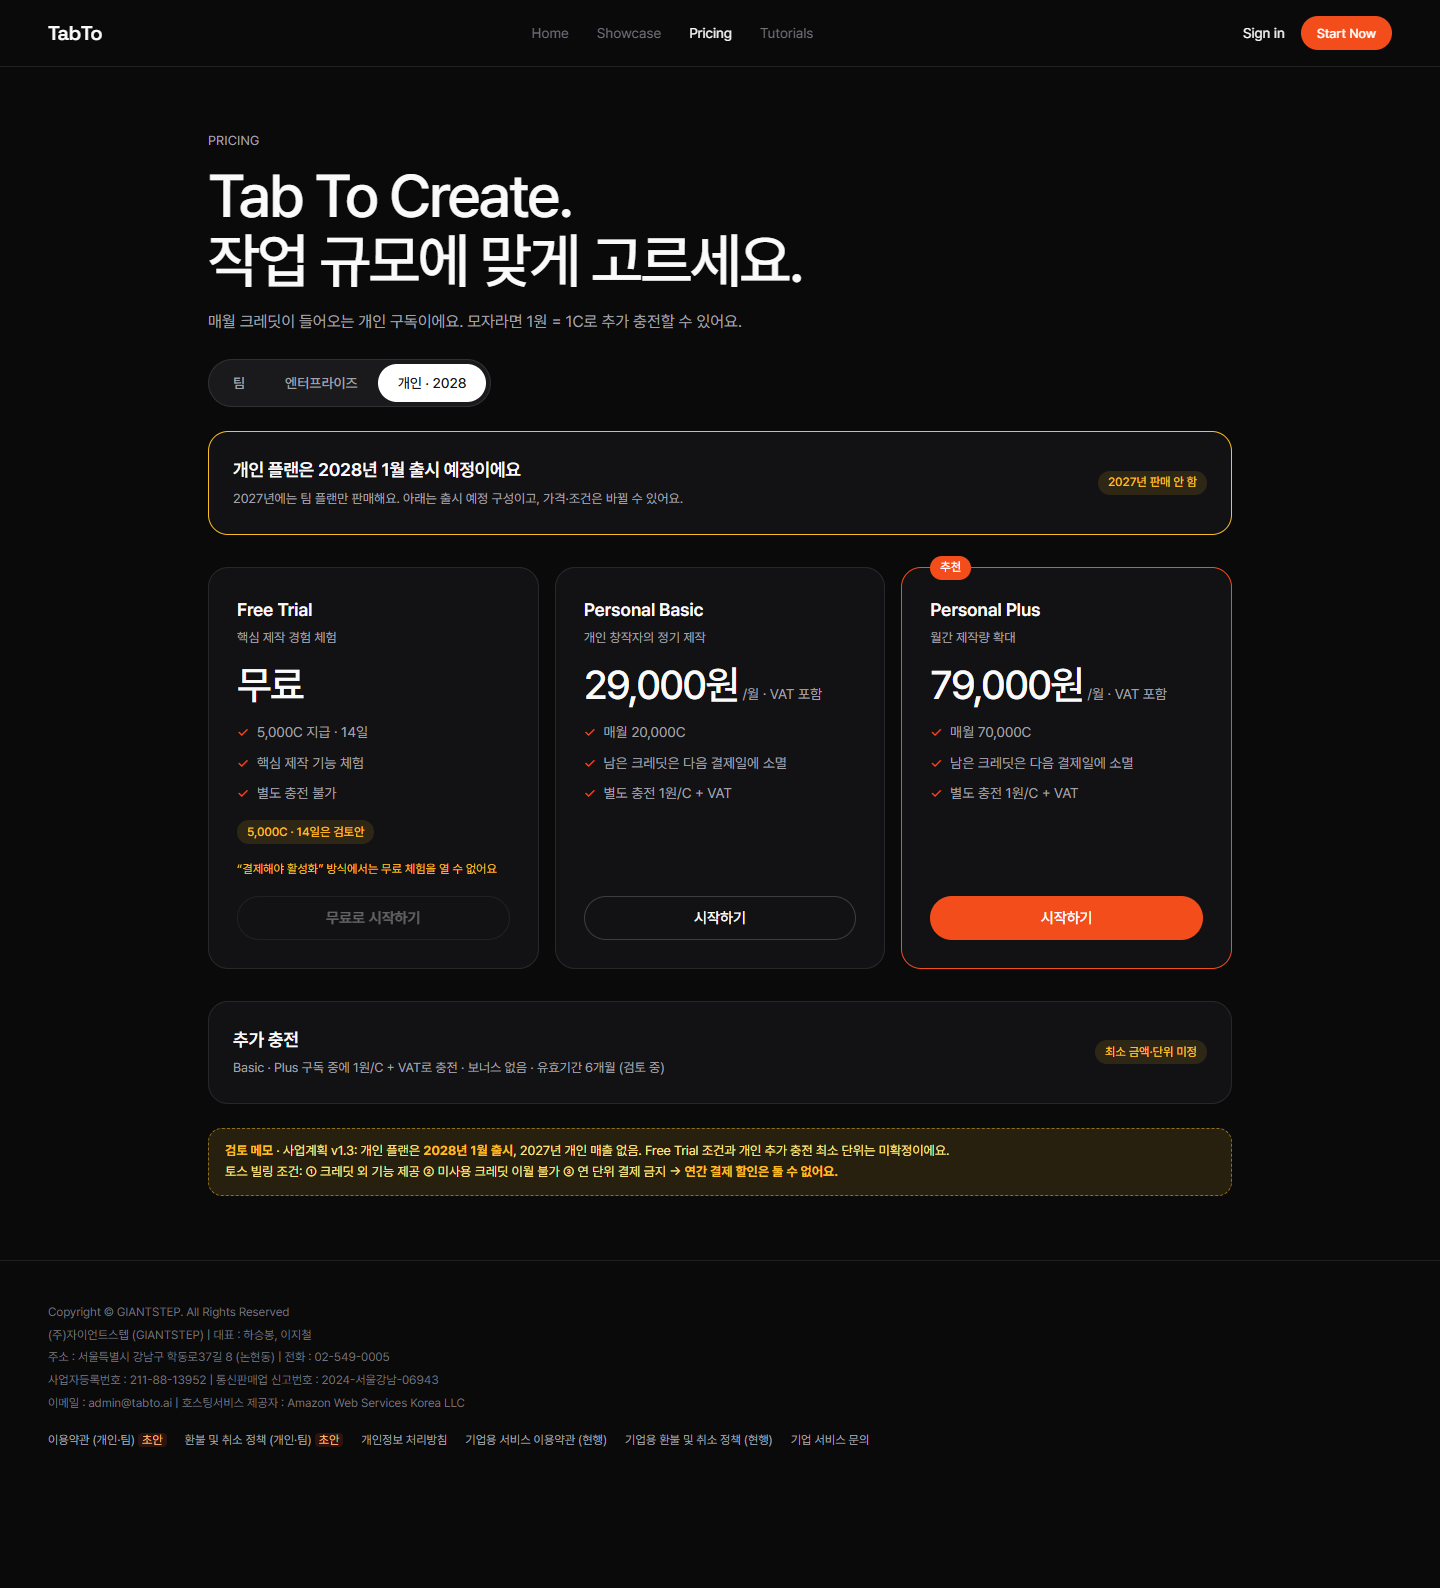 TabTo
Home Showcase Pricing Tutorials
Sign in Start Now
PRICING
Tab To Create.
작업 규모에 맞게 고르세요.
매월 크레딧이 들어오는 개인 구독이에요. 모자라면 1원 = 1C로 추가 충전할 수 있어요.
팀 엔터프라이즈 개인 · 2028
개인 플랜은 2028년 1월 출시 예정이에요
2027년에는 팀 플랜만 판매해요. 아래는 출시 예정 구성이고, 가격·조건은 바뀔 수 있어요.
2027년 판매 안 함
Free Trial
핵심 제작 경험 체험
무료
✓ 5,000C 지급 · 14일
✓ 핵심 제작 기능 체험
✓ 별도 충전 불가
5,000C · 14일은 검토안
“결제해야 활성화” 방식에서는 무료 체험을 열 수 없어요
무료로 시작하기
Personal Basic
개인 창작자의 정기 제작
29,000원 /월 · VAT 포함
✓ 매월 20,000C
✓ 남은 크레딧은 다음 결제일에 소멸
✓ 별도 충전 1원/C + VAT
시작하기
추천
Personal Plus
월간 제작량 확대
79,000원 /월 · VAT 포함
✓ 매월 70,000C
✓ 남은 크레딧은 다음 결제일에 소멸
✓ 별도 충전 1원/C + VAT
시작하기
추가 충전
Basic · Plus 구독 중에 1원/C + VAT로 충전 · 보너스 없음 · 유효기간 6개월 (검토 중)
최소 금액·단위 미정
검토 메모 · 사업계획 v1.3: 개인 플랜은 2028년 1월 출시, 2027년 개인 매출 없음. Free Trial 조건과 개인 추가 충전 최소 단위는 미확정이에요.
토스 빌링 조건: ① 크레딧 외 기능 제공 ② 미사용 크레딧 이월 불가 ③ 연 단위 결제 금지 → 연간 결제 할인은 둘 수 없어요.
Copyright © GIANTSTEP. All Rights Reserved
(주)자이언트스텝 (GIANTSTEP) | 대표 : 하승봉, 이지철
주소 : 서울특별시 강남구 학동로37길 8 (논현동) | 전화 : 02-549-0005
사업자등록번호 : 211-88-13952 | 통신판매업 신고번호 : 2024-서울강남-06943
이메일 : admin@tabto.ai | 호스팅서비스 제공자 : Amazon Web Services Korea LLC
이용약관 (개인·팀) 초안 환불 및 취소 정책 (개인·팀) 초안 개인정보 처리방침 기업용 서비스 이용약관 (현행) 기업용 환불 및 취소 정책 (현행) 기업 서비스 문의